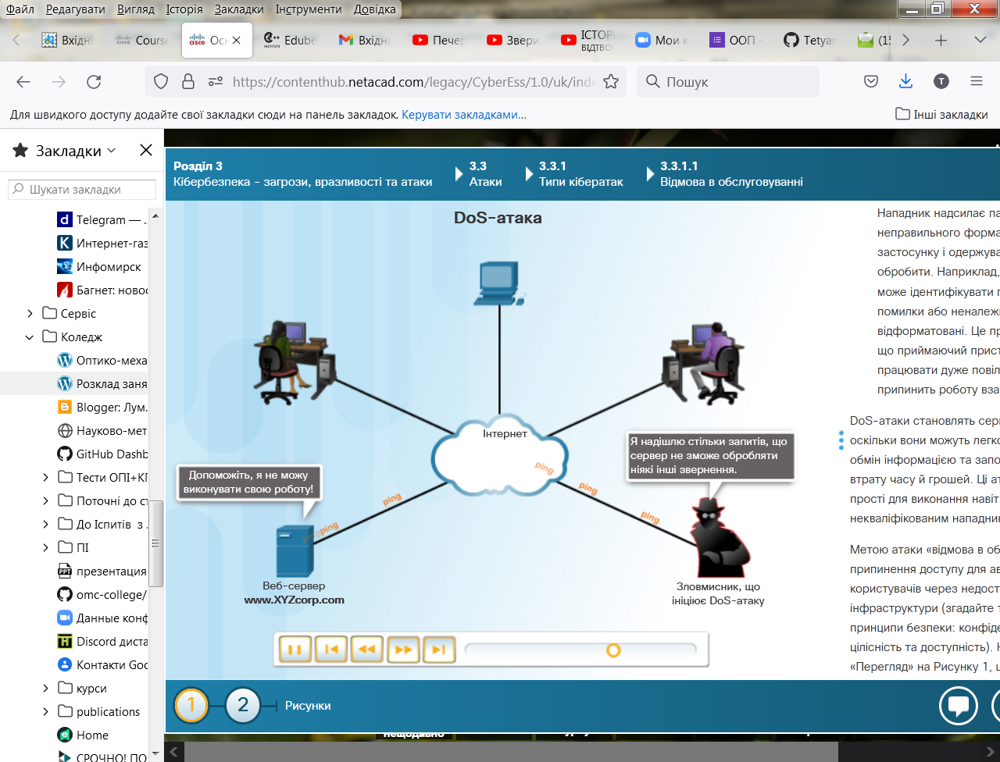 Файл Редагувати Вигляд Історія Закладки Інструменти Довідка
Вхідні Course Осн Edube Вхідні Печер Звери ІСТОРІ Мои к ООП - Tetyan (15
CISCO INSTITUTE ВІДТВОР
https://contenthub.netacad.com/legacy/CyberEss/1.0/uk/inde
Пошук
T
Для швидкого доступу додайте свої закладки сюди на панель закладок. Керувати закладками...
Інші закладки
Закладки
Шукати закладки
Telegram — .
Интернет-газ
Инфомирск
Багнет: новос
Сервіс
Коледж
Оптико-меха
Розклад заня
Blogger: Лум.
Науково-мет
GitHub Dashb
Тести ОПІ+КГ
Поточні до ст
До Іспитів з .
ПІ
презентация
omc-college/
Данные конф
Discord диста
Контакти Goo
курси
publications
Home
СРОЧНО! ПО
Розділ 3
Кібербезпека – загрози, вразливості та атаки
3.3
Атаки
3.3.1
Типи кібератак
3.3.1.1
Відмова в обслуговуванні
DoS-атака
Інтернет
Допоможіть, я не можу
виконувати свою роботу!
Я надішлю стільки запитів, що
сервер не зможе обробляти
ніякі інші звернення.
ping
ping
ping
ping
ping
Веб-сервер
www.XYZcorp.com
Зловмисник, що
ініціює DoS-атаку
Нападник надсилає па
неправильного форма
застосунку і одержува
обробити. Наприклад,
може ідентифікувати п
помилки або неналежн
відформатовані. Це пр
що приймаючий прист
працювати дуже повіл
припинить роботу вза
DoS-атаки становлять сері
оскільки вони можуть легко
обмін інформацією та запо
втрату часу й грошей. Ці ат
прості для виконання навіт
некваліфікованим нападни
Метою атаки «відмова в об
припинення доступу для ав
користувачів через недост
інфраструктури (згадайте т
принципи безпеки: конфіде
цілісність та доступність). Н
«Перегляд» на Рисунку 1, щ
1 2 Рисунки
нещодавно